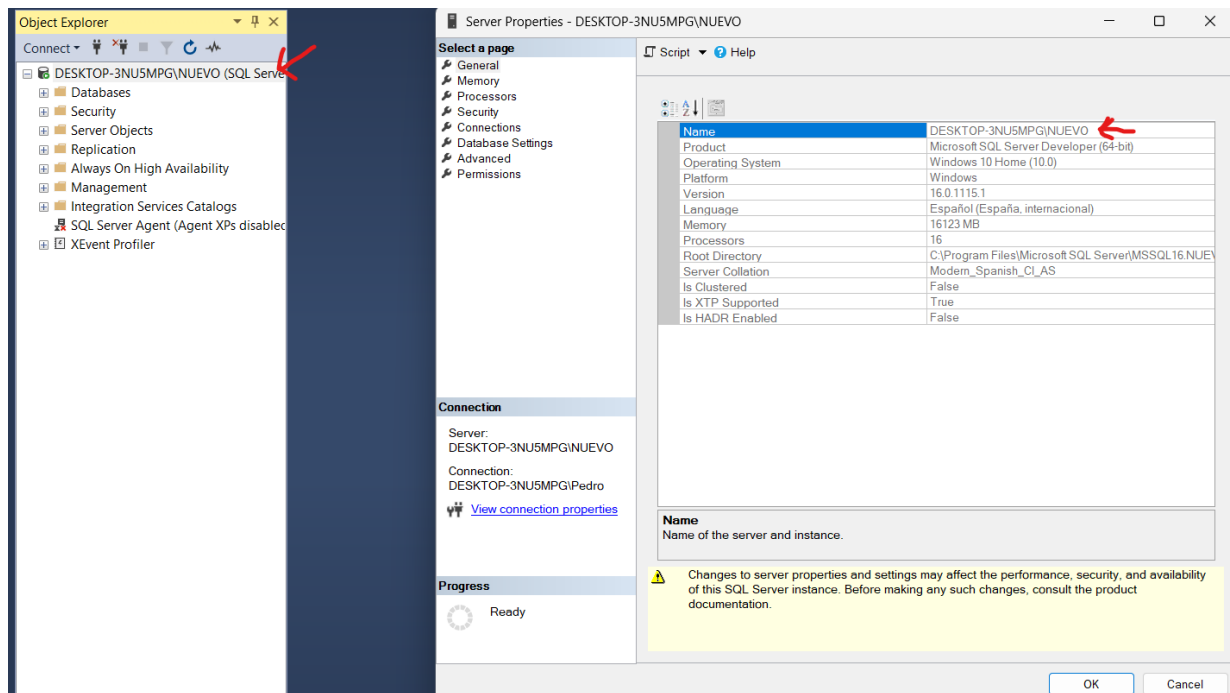 Object Explorer
Connect
DESKTOP-3NU5MPG\NUEVO (SQL Serve
Databases
Security
Server Objects
Replication
Always On High Availability
Management
Integration Services Catalogs
SQL Server Agent (Agent XPs disabled
XEvent Profiler
Server Properties - DESKTOP-3NU5MPG\NUEVO
Select a page
General
Memory
Processors
Security
Connections
Database Settings
Advanced
Permissions
Connection
Server:
DESKTOP-3NU5MPG\NUEVO
Connection:
DESKTOP-3NU5MPG\Pedro
View connection properties
Progress
Ready
Script Help
Name DESKTOP-3NU5MPG\NUEVO
Product Microsoft SQL Server Developer (64-bit)
Operating System Windows 10 Home (10.0)
Platform Windows
Version 16.0.1115.1
Language Español (España, internacional)
Memory 16123 MB
Processors 16
Root Directory C:\Program Files\Microsoft SQL Server\MSSQL16.NUEV
Server Collation Modern_Spanish_CI_AS
Is Clustered False
Is XTP Supported True
Is HADR Enabled False
Name
Name of the server and instance.
Changes to server properties and settings may affect the performance, security, and availability
of this SQL Server instance. Before making any such changes, consult the product
documentation.
OK Cancel